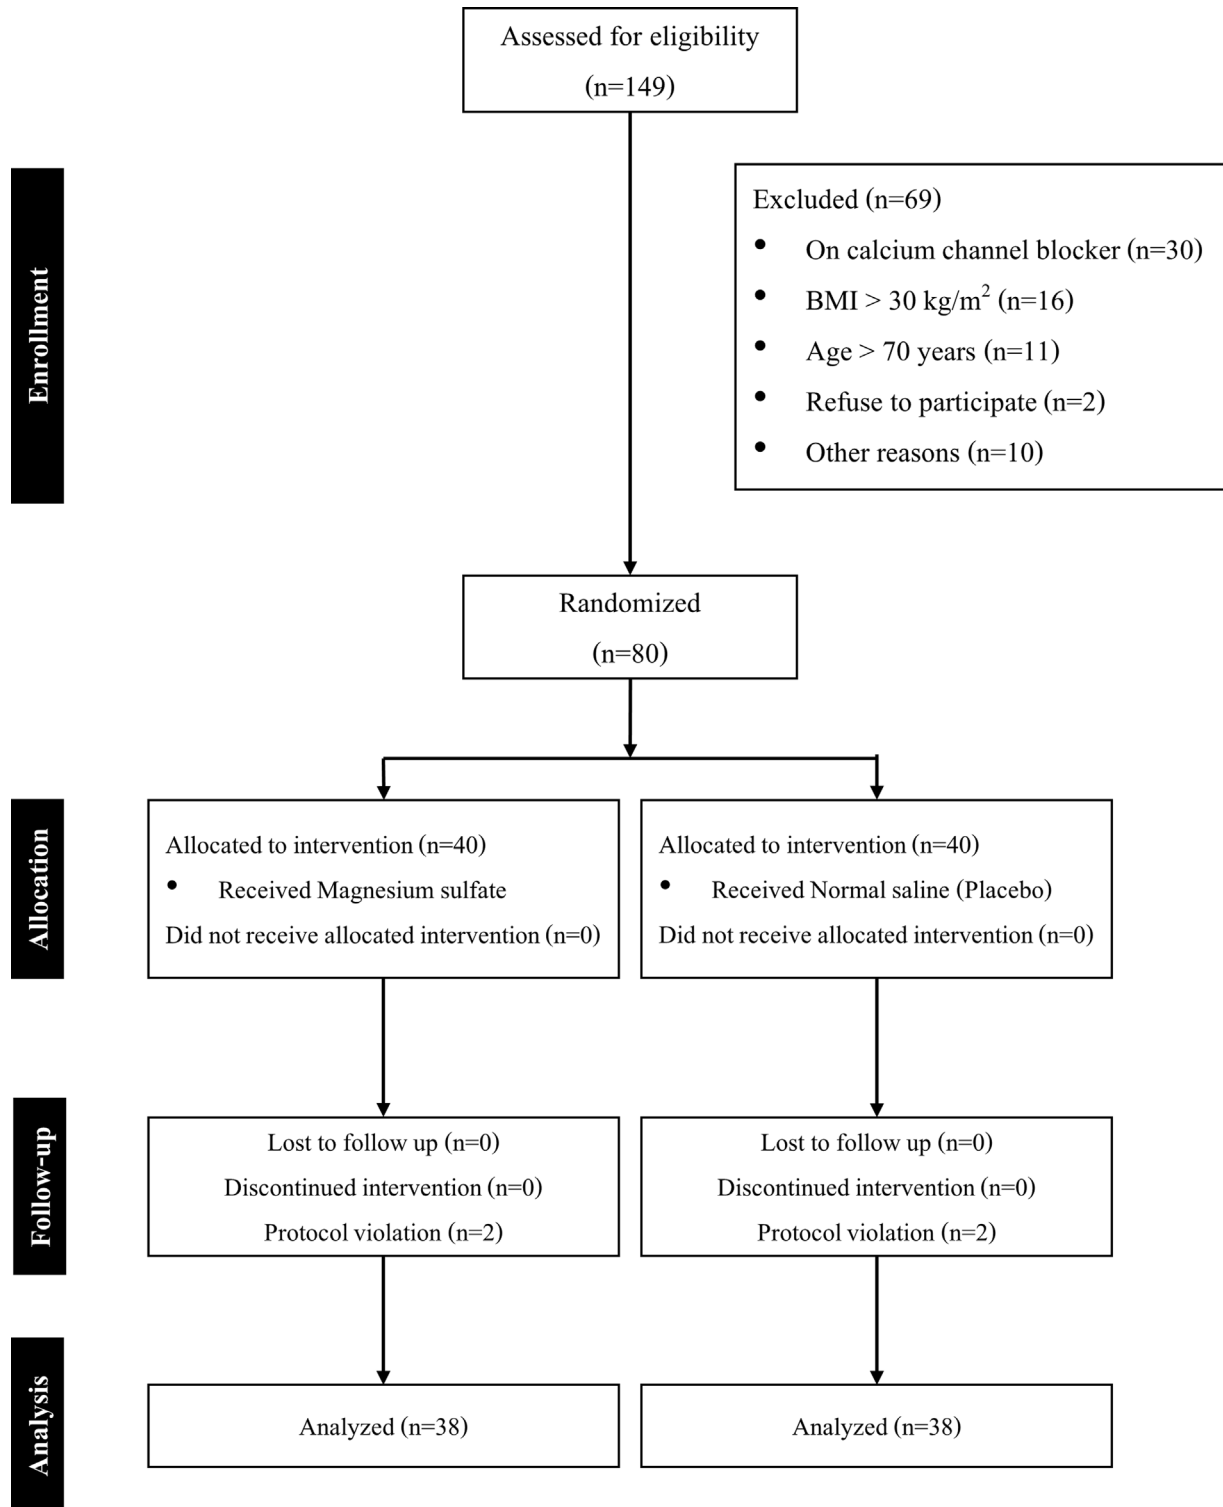 Assessed for eligibility
(n=149)
Enrollment
Excluded (n=69)
• On calcium channel blocker (n=30)
• BMI > 30 kg/m² (n=16)
• Age > 70 years (n=11)
• Refuse to participate (n=2)
• Other reasons (n=10)
Randomized
(n=80)
Allocation
Allocated to intervention (n=40)
• Received Magnesium sulfate
Did not receive allocated intervention (n=0)
Allocated to intervention (n=40)
• Received Normal saline (Placebo)
Did not receive allocated intervention (n=0)
Follow-up
Lost to follow up (n=0)
Discontinued intervention (n=0)
Protocol violation (n=2)
Lost to follow up (n=0)
Discontinued intervention (n=0)
Protocol violation (n=2)
Analysis
Analyzed (n=38)
Analyzed (n=38)